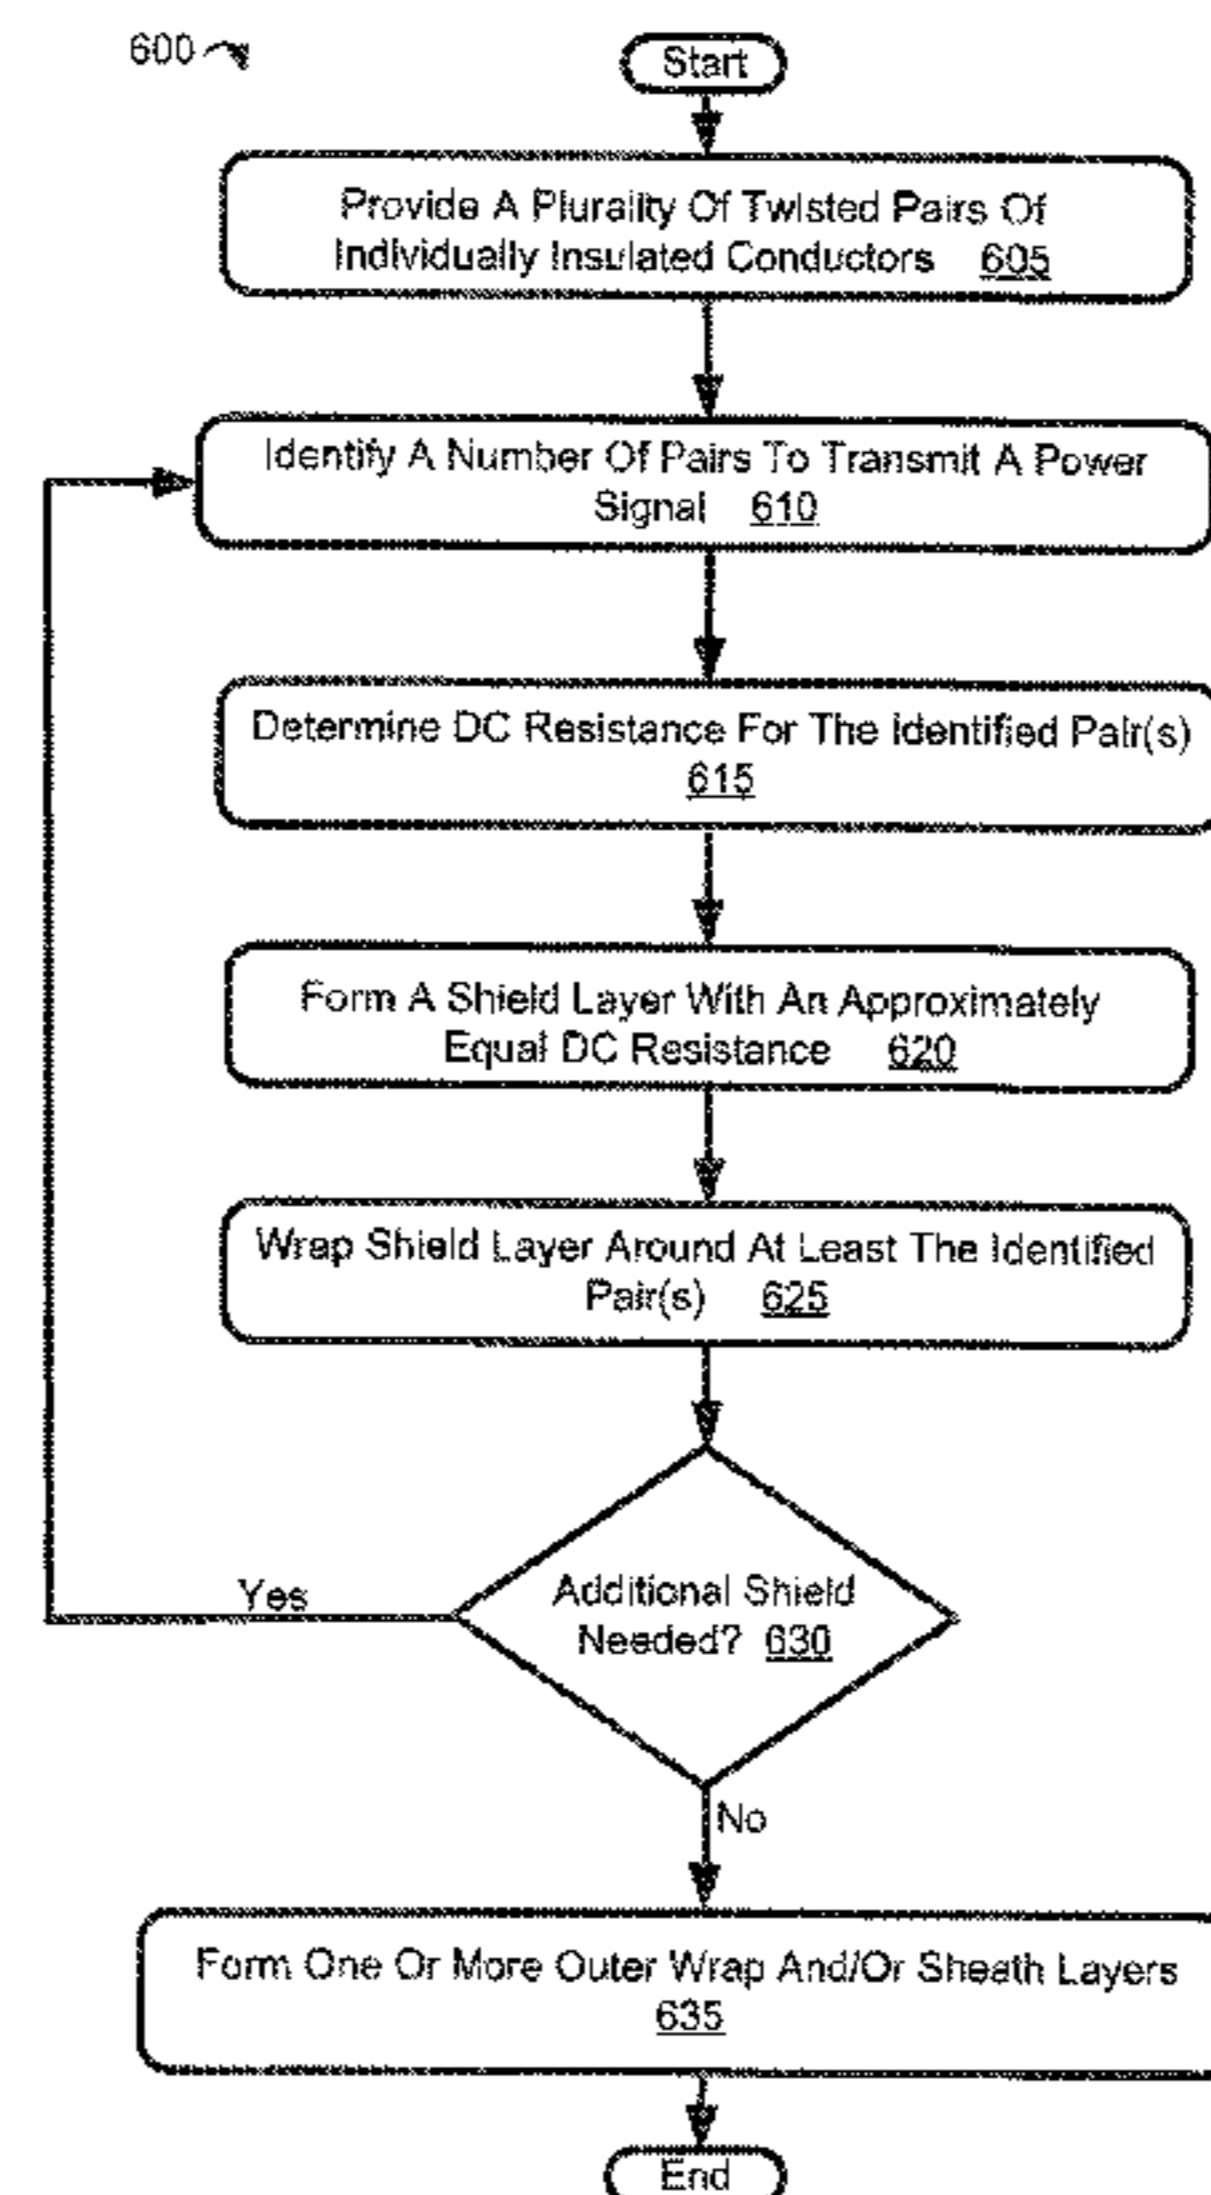 600
Start
Provide A Plurality Of Twisted Pairs Of
Individually Insulated Conductors 605
Identify A Number Of Pairs To Transmit A Power
Signal 610
Determine DC Resistance For The Identified Pair(s)
615
Form A Shield Layer With An Approximately
Equal DC Resistance 620
Wrap Shield Layer Around At Least The Identified
Pair(s) 625
Additional Shield
Needed? 630
Yes
No
Form One Or More Outer Wrap And/Or Sheath Layers
635
End